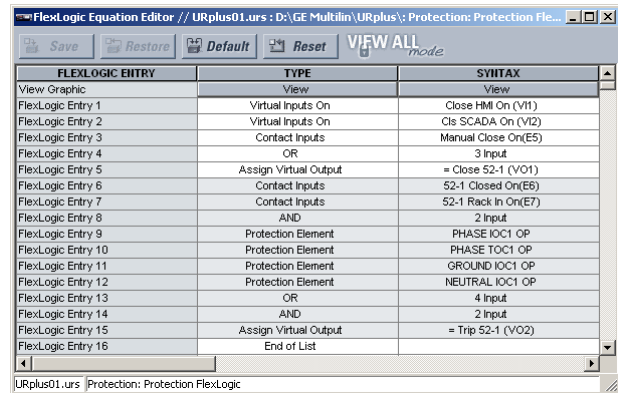 FlexLogic Equation Editor // URplus01.urs : D:\GE Multilin\URplus\: Protection: Protection Fle...
Save Restore Default Reset VIEW ALL mode
FLEXLOGIC ENTRY TYPE SYNTAX
View Graphic View View
FlexLogic Entry 1 Virtual Inputs On Close HMI On (VI1)
FlexLogic Entry 2 Virtual Inputs On Cls SCADA On (VI2)
FlexLogic Entry 3 Contact Inputs Manual Close On(E5)
FlexLogic Entry 4 OR 3 Input
FlexLogic Entry 5 Assign Virtual Output = Close 52-1 (VO1)
FlexLogic Entry 6 Contact Inputs 52-1 Closed On(E6)
FlexLogic Entry 7 Contact Inputs 52-1 Rack In On(E7)
FlexLogic Entry 8 AND 2 Input
FlexLogic Entry 9 Protection Element PHASE IOC1 OP
FlexLogic Entry 10 Protection Element PHASE TOC1 OP
FlexLogic Entry 11 Protection Element GROUND IOC1 OP
FlexLogic Entry 12 Protection Element NEUTRAL IOC1 OP
FlexLogic Entry 13 OR 4 Input
FlexLogic Entry 14 AND 2 Input
FlexLogic Entry 15 Assign Virtual Output = Trip 52-1 (VO2)
FlexLogic Entry 16 End of List
URplus01.urs Protection: Protection FlexLogic